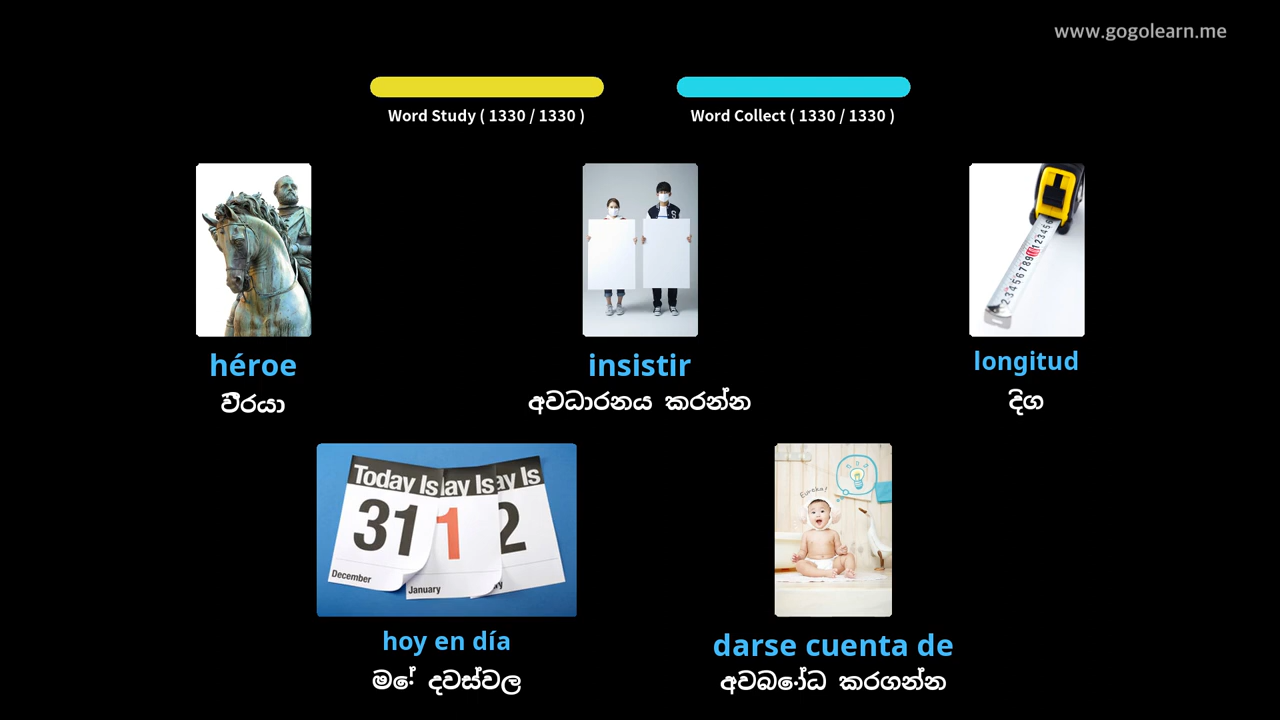 www.gogolearn.me
Word Study ( 1330 / 1330 )
Word Collect ( 1330 / 1330 )
héroe
වීරයා
insistir
අවධාරනය කරන්න
longitud
දිග
Today Is
ay Is
ay Is
31
1
2
December
January
hoy en día
මේ දවස්වල
Eureka!
darse cuenta de
අවබෝධ කරගන්න